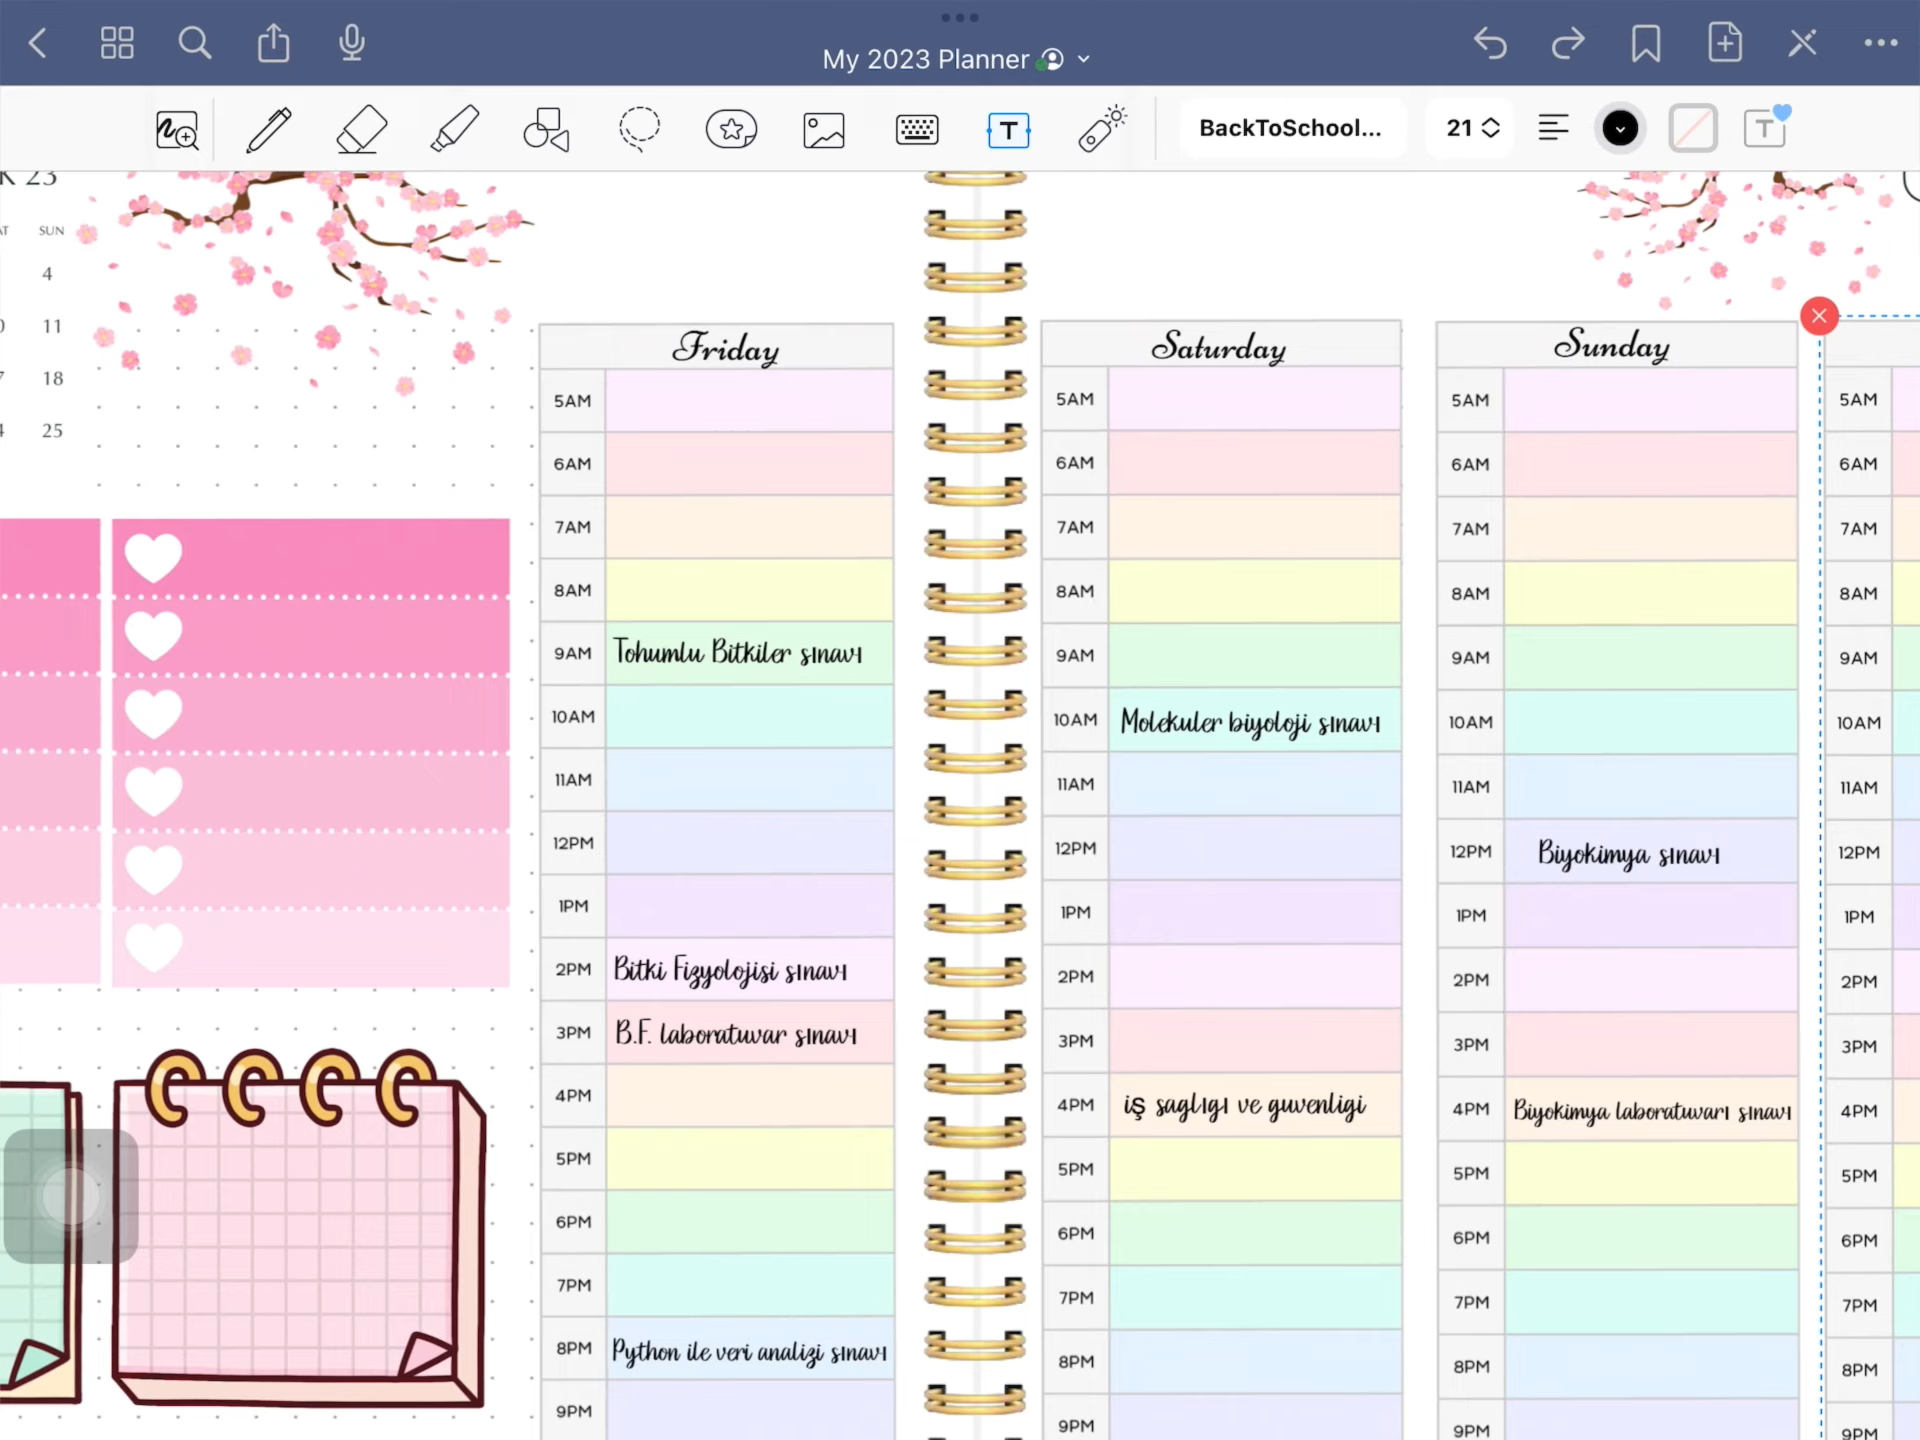 My 2023 Planner
BackToSchool...
21
K 23
SUN
4
11
18
25
Friday
5AM
6AM
7AM
8AM
9AM Tohumlu Bitkiler sınavı
10AM
11AM
12PM
1PM
2PM Bitki Fizyolojisi sınavı
3PM B.F. laboratuvar sınavı
4PM
5PM
6PM
7PM
8PM Python ile veri analizi sınavı
9PM
Saturday
5AM
6AM
7AM
8AM
9AM
10AM Molekuler biyoloji sınavı
11AM
12PM
1PM
2PM
3PM
4PM iş saglıgı ve guvenligi
5PM
6PM
7PM
8PM
9PM
Sunday
5AM
6AM
7AM
8AM
9AM
10AM
11AM
12PM Biyokimya sınavı
1PM
2PM
3PM
4PM Biyokimya laboratuvarı sınavı
5PM
6PM
7PM
8PM
9PM
5AM
6AM
7AM
8AM
9AM
10AM
11AM
12PM
1PM
2PM
3PM
4PM
5PM
6PM
7PM
8PM
9PM